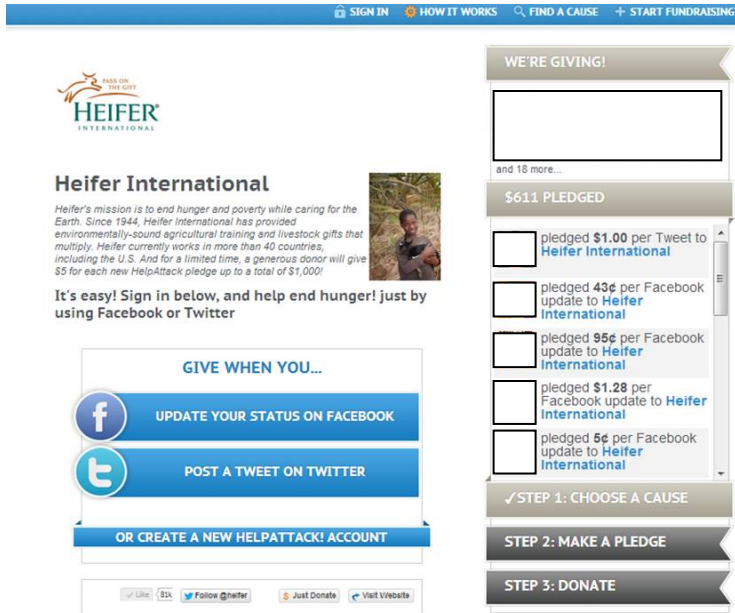 SIGN IN HOW IT WORKS FIND A CAUSE + START FUNDRAISING
PASS ON
THE GIFT
HEIFER®
INTERNATIONAL
Heifer International
Heifer's mission is to end hunger and poverty while caring for the
Earth. Since 1944, Heifer International has provided
environmentally-sound agricultural training and livestock gifts that
multiply. Heifer currently works in more than 40 countries,
including the U.S. And for a limited time, a generous donor will give
$5 for each new HelpAttack pledge up to a total of $1,000!
It's easy! Sign in below, and help end hunger! just by
using Facebook or Twitter
GIVE WHEN YOU...
f UPDATE YOUR STATUS ON FACEBOOK
t POST A TWEET ON TWITTER
OR CREATE A NEW HELPATTACK! ACCOUNT
Like 81k Follow @heifer $ Just Donate Visit Website
WE'RE GIVING!
and 18 more...
$611 PLEDGED
pledged $1.00 per Tweet to
Heifer International
pledged 43¢ per Facebook
update to Heifer
International
pledged 95¢ per Facebook
update to Heifer
International
pledged $1.28 per
Facebook update to Heifer
International
pledged 5¢ per Facebook
update to Heifer
International
✓STEP 1: CHOOSE A CAUSE
STEP 2: MAKE A PLEDGE
STEP 3: DONATE